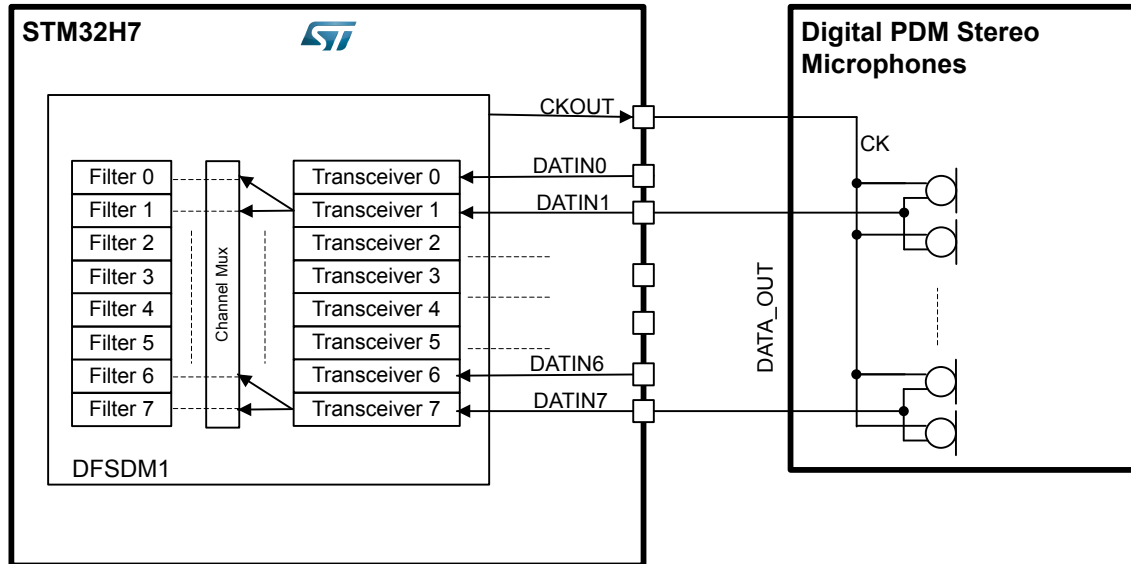 STM32H7
ST
Digital PDM Stereo
Microphones
CKOUT
CK
DATIN0
DATIN1
Filter 0
Filter 1
Filter 2
Filter 3
Filter 4
Filter 5
Filter 6
Filter 7
Channel Mux
Transceiver 0
Transceiver 1
Transceiver 2
Transceiver 3
Transceiver 4
Transceiver 5
Transceiver 6
Transceiver 7
DATIN6
DATIN7
DATA_OUT
DFSDM1